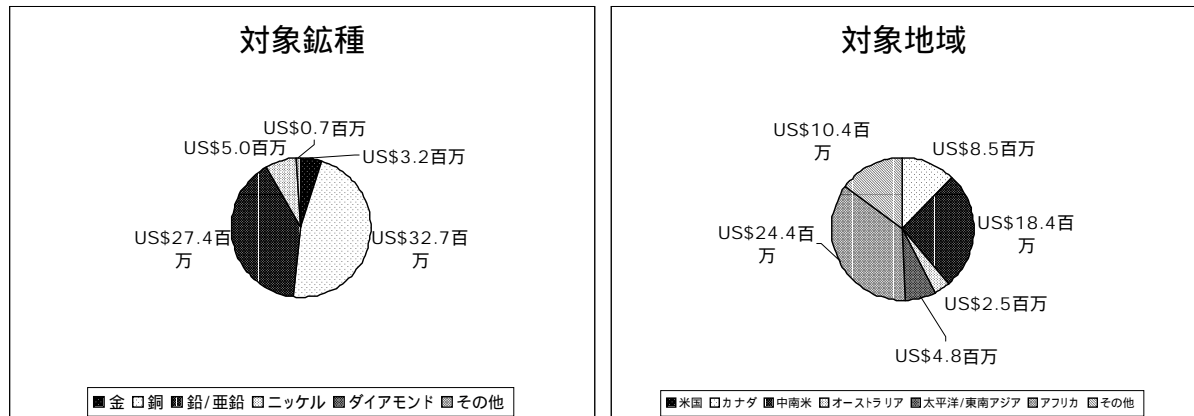 対象鉱種
US$0.7百万
US$5.0百万
US$3.2百万
US$27.4百
万
US$32.7百
万
金 銅 鉛/亜鉛 ニッケル ダイアモンド その他
対象地域
US$10.4百
万
US$8.5百万
US$18.4百
万
US$24.4百
万
US$2.5百万
US$4.8百万
米国 カナダ 中南米 オーストラリア 太平洋/東南アジア アフリカ その他